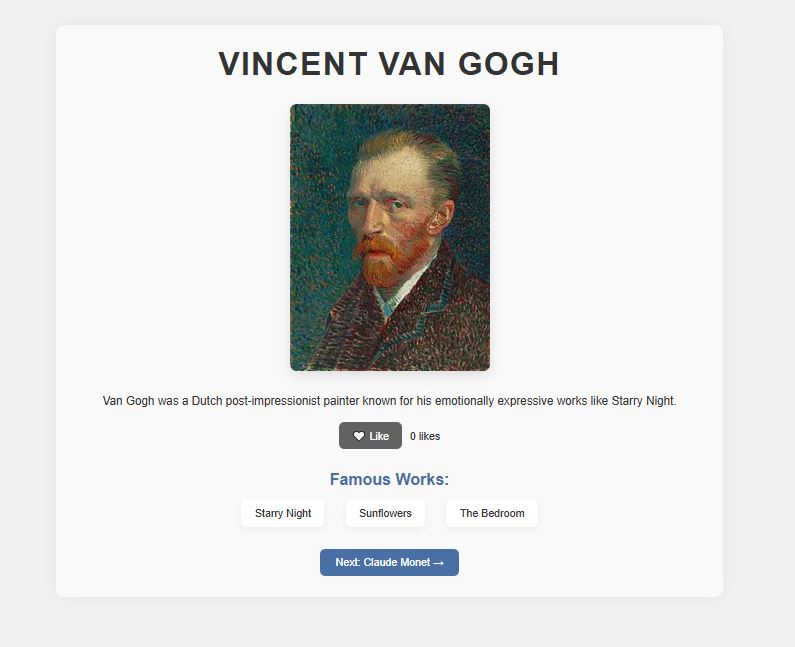 VINCENT VAN GOGH
Van Gogh was a Dutch post-impressionist painter known for his emotionally expressive works like Starry Night.
🤍 Like 0 likes
Famous Works:
Starry Night Sunflowers The Bedroom
Next: Claude Monet →